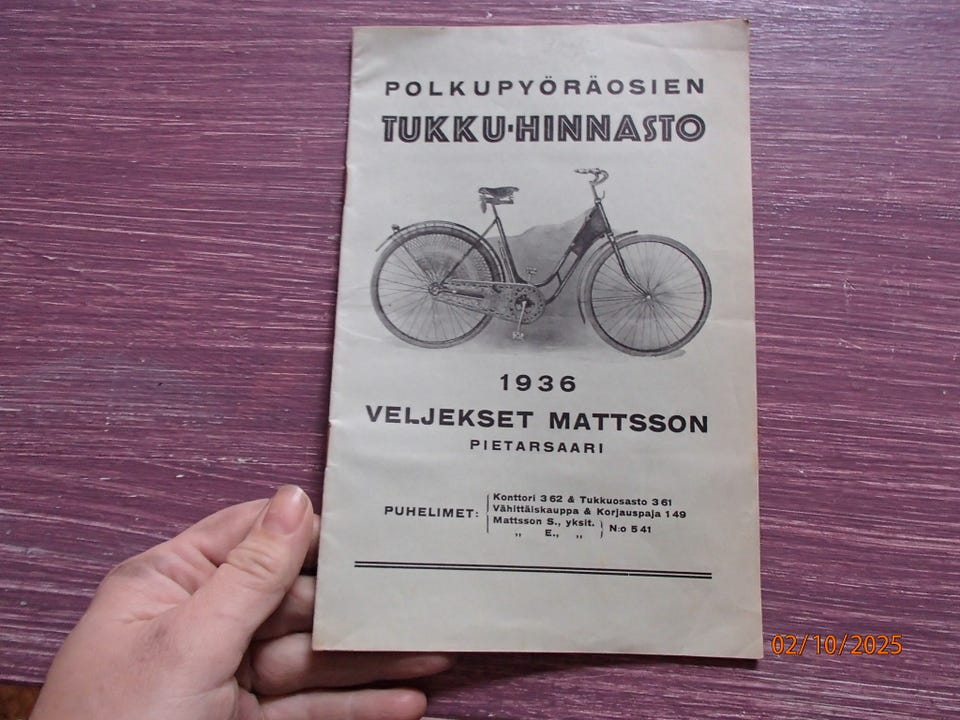 POLKUPYÖRÄOSIEN
TUKKU-HINNASTO
1936
VELJEKSET MATTSSON
PIETARSAARI
PUHELIMET:
Konttori 362 & Tukkuosasto 361
Vähittäiskauppa & Korjauspaja 149
Mattsson S., yksit.
„ E., „
N:o 541
02/10/2025